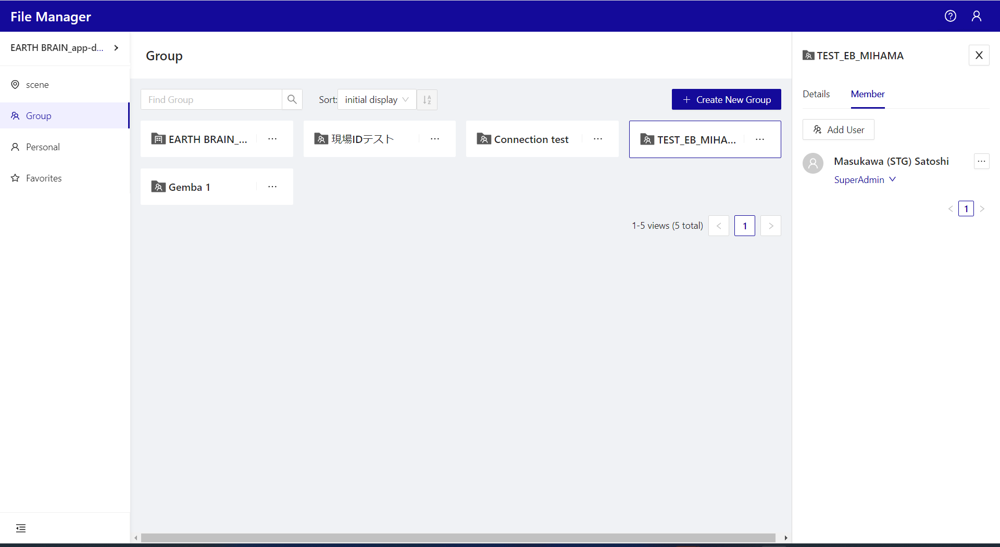 File Manager
EARTH BRAIN_app-d...
scene
Group
Personal
Favorites
Group
Find Group
Sort: initial display
Create New Group
EARTH BRAIN_...
現場IDテスト
Connection test
TEST_EB_MIHA...
Gemba 1
1-5 views (5 total)
1
TEST_EB_MIHAMA
X
Details
Member
Add User
Masukawa (STG) Satoshi
SuperAdmin
1